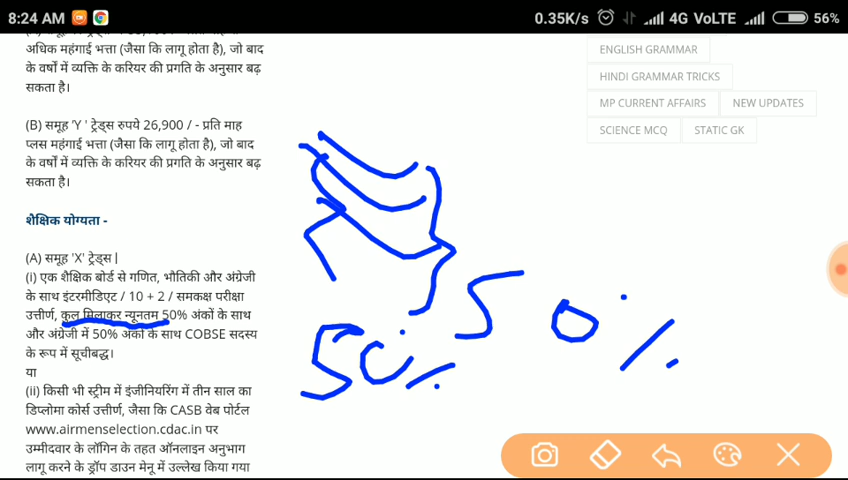 8:24 AM 0.35K/s 4G VoLTE 56%
अधिक महंगाई भत्ता (जैसा कि लागू होता है), जो बाद
के वर्षों में व्यक्ति के करियर की प्रगति के अनुसार बढ़
सकता है।
(B) समूह 'Y' ट्रेड्स रुपये 26,900 / - प्रति माह
प्लस महंगाई भत्ता (जैसा कि लागू होता है), जो बाद
के वर्षों में व्यक्ति के करियर की प्रगति के अनुसार बढ़
सकता है।
शैक्षिक योग्यता -
(A) समूह 'X' ट्रेड्स |
(i) एक शैक्षिक बोर्ड से गणित, भौतिकी और अंग्रेजी
के साथ इंटरमीडिएट / 10 + 2 / समकक्ष परीक्षा
उत्तीर्ण, कुल मिलाकर न्यूनतम 50% अंकों के साथ
और अंग्रेजी में 50% अंकों के साथ COBSE सदस्य
के रूप में सूचीबद्ध।
या
(ii) किसी भी स्ट्रीम में इंजीनियरिंग में तीन साल का
डिप्लोमा कोर्स उत्तीर्ण, जैसा कि CASB वेब पोर्टल
www.airmenselection.cdac.in पर
उम्मीदवार के लॉगिन के तहत ऑनलाइन अनुभाग
लागू करने के ड्रॉप डाउन मेनू में उल्लेख किया गया
ENGLISH GRAMMAR
HINDI GRAMMAR TRICKS
MP CURRENT AFFAIRS NEW UPDATES
SCIENCE MCQ STATIC GK
50%
50%